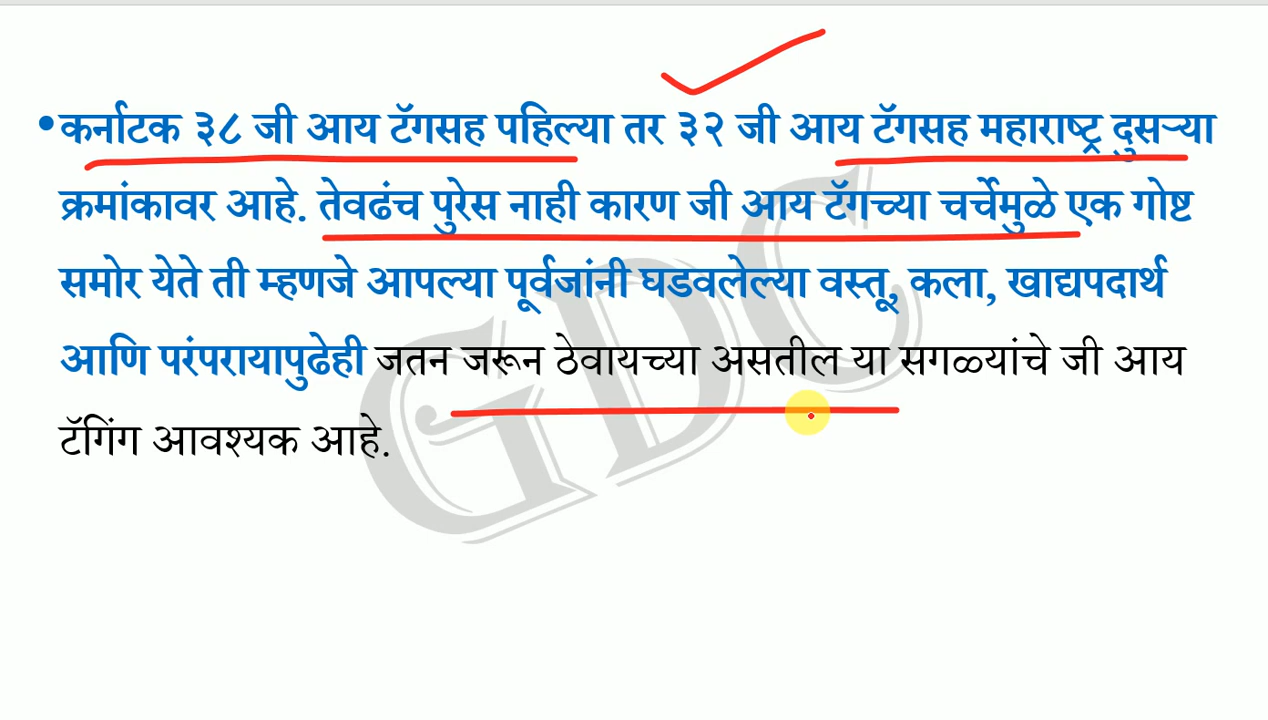 • कर्नाटक ३८ जी आय टॅगसह पहिल्या तर ३२ जी आय टॅगसह महाराष्ट्र दुसऱ्या
क्रमांकावर आहे. तेवढंच पुरेस नाही कारण जी आय टॅगच्या चर्चेमुळे एक गोष्ट
समोर येते ती म्हणजे आपल्या पूर्वजांनी घडवलेल्या वस्तू, कला, खाद्यपदार्थ
आणि परंपरायापुढेही जतन जरून ठेवायच्या असतील या सगळ्यांचे जी आय
टॅगिंग आवश्यक आहे.
GDC